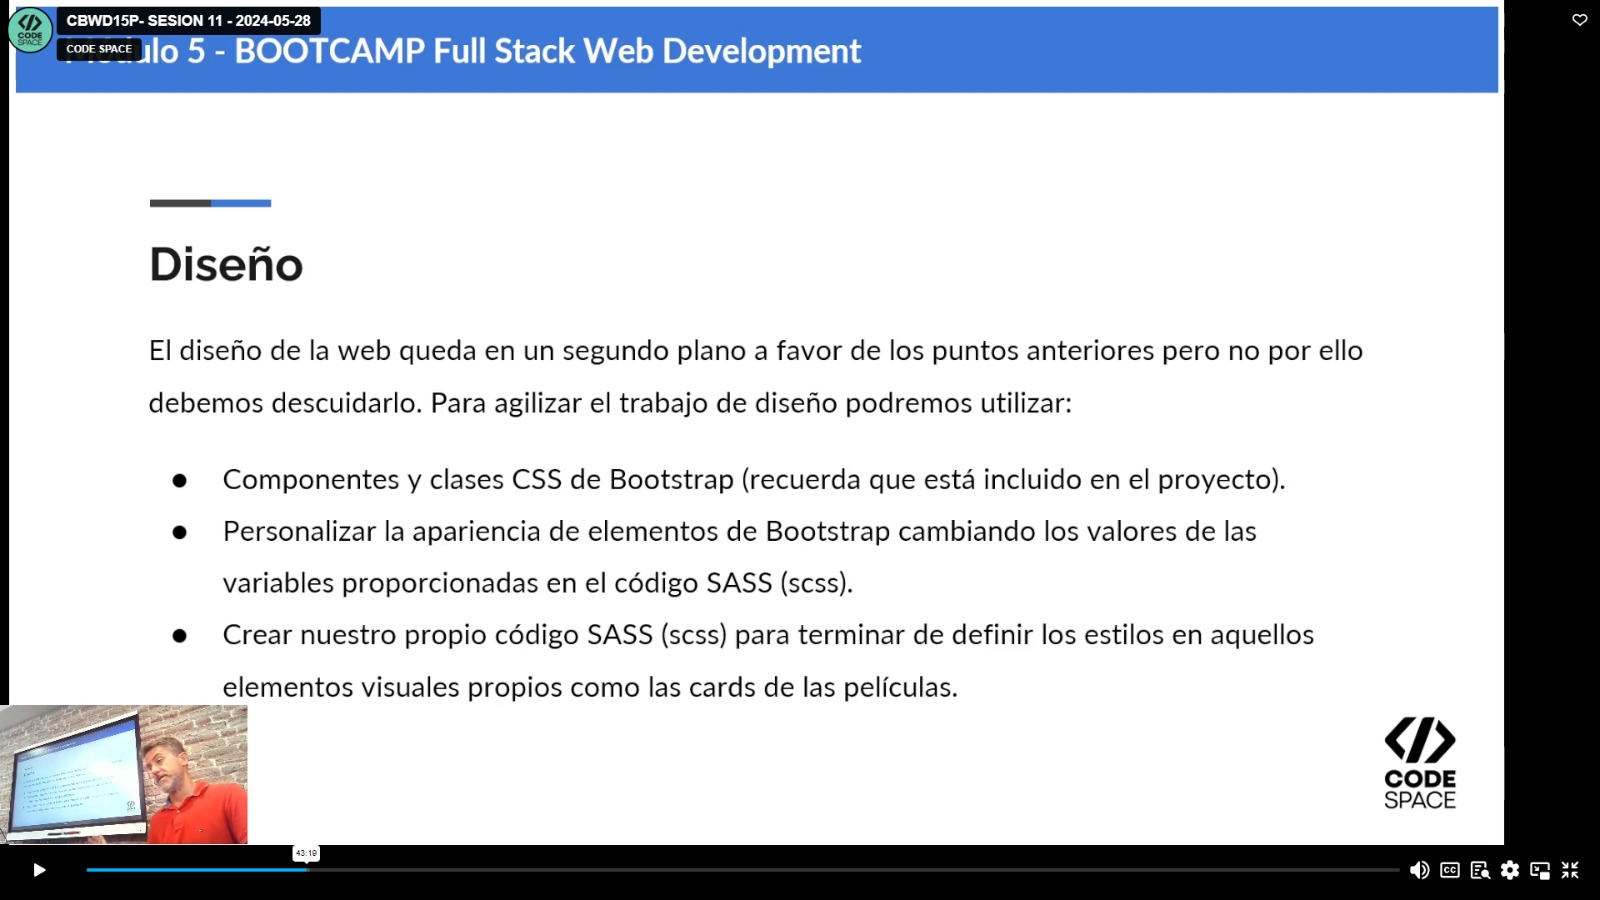 CBWD15P- SESION 11 - 2024-05-28
CODE SPACE
CODE
SPACE
ulo 5 - BOOTCAMP Full Stack Web Development
Diseño
El diseño de la web queda en un segundo plano a favor de los puntos anteriores pero no por ello
debemos descuidarlo. Para agilizar el trabajo de diseño podremos utilizar:
● Componentes y clases CSS de Bootstrap (recuerda que está incluido en el proyecto).
● Personalizar la apariencia de elementos de Bootstrap cambiando los valores de las
variables proporcionadas en el código SASS (scss).
● Crear nuestro propio código SASS (scss) para terminar de definir los estilos en aquellos
elementos visuales propios como las cards de las películas.
CODE
SPACE
43:19
CC